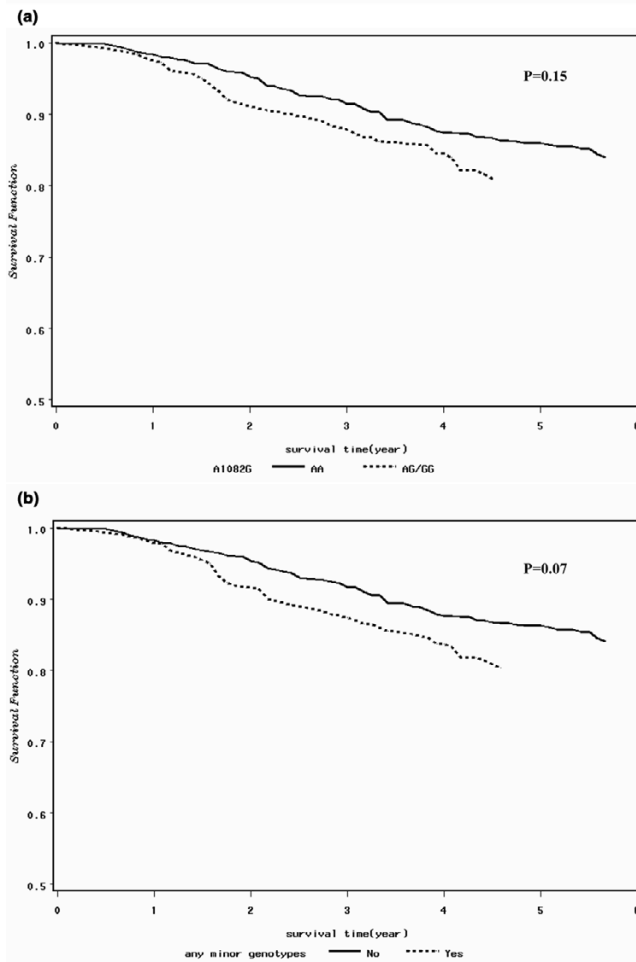 (a)
1.0
P=0.15
0.9
0.8
0.7
0.6
0.5
Survival Function
0 1 2 3 4 5 6
survival time(year)
A1082G AA AG/GG
(b)
1.0
P=0.07
0.9
0.8
0.7
0.6
0.5
Survival Function
0 1 2 3 4 5 6
survival time(year)
any minor genotypes No Yes